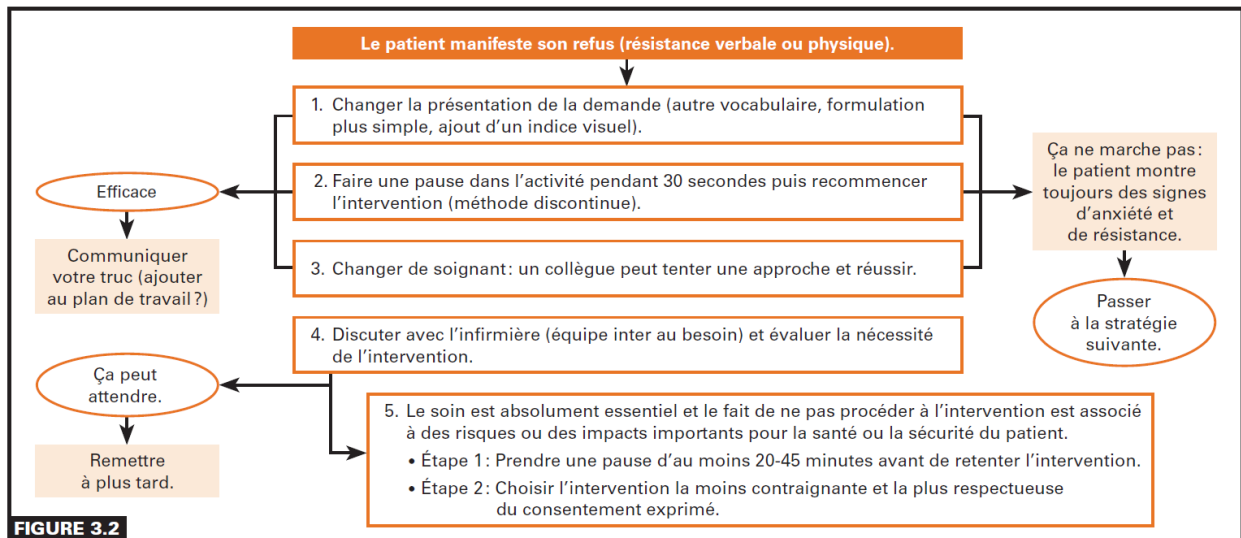 Le patient manifeste son refus (résistance verbale ou physique).
1. Changer la présentation de la demande (autre vocabulaire, formulation
plus simple, ajout d'un indice visuel).
2. Faire une pause dans l'activité pendant 30 secondes puis recommencer
l'intervention (méthode discontinue).
3. Changer de soignant : un collègue peut tenter une approche et réussir.
Efficace
Communiquer
votre truc (ajouter
au plan de travail ?)
Ça ne marche pas :
le patient montre
toujours des signes
d'anxiété et
de résistance.
Passer
à la stratégie
suivante.
4. Discuter avec l'infirmière (équipe inter au besoin) et évaluer la nécessité
de l'intervention.
Ça peut
attendre.
Remettre
à plus tard.
5. Le soin est absolument essentiel et le fait de ne pas procéder à l'intervention est associé
à des risques ou des impacts importants pour la santé ou la sécurité du patient.
• Étape 1 : Prendre une pause d'au moins 20-45 minutes avant de retenter l'intervention.
• Étape 2 : Choisir l'intervention la moins contraignante et la plus respectueuse
du consentement exprimé.
FIGURE 3.2